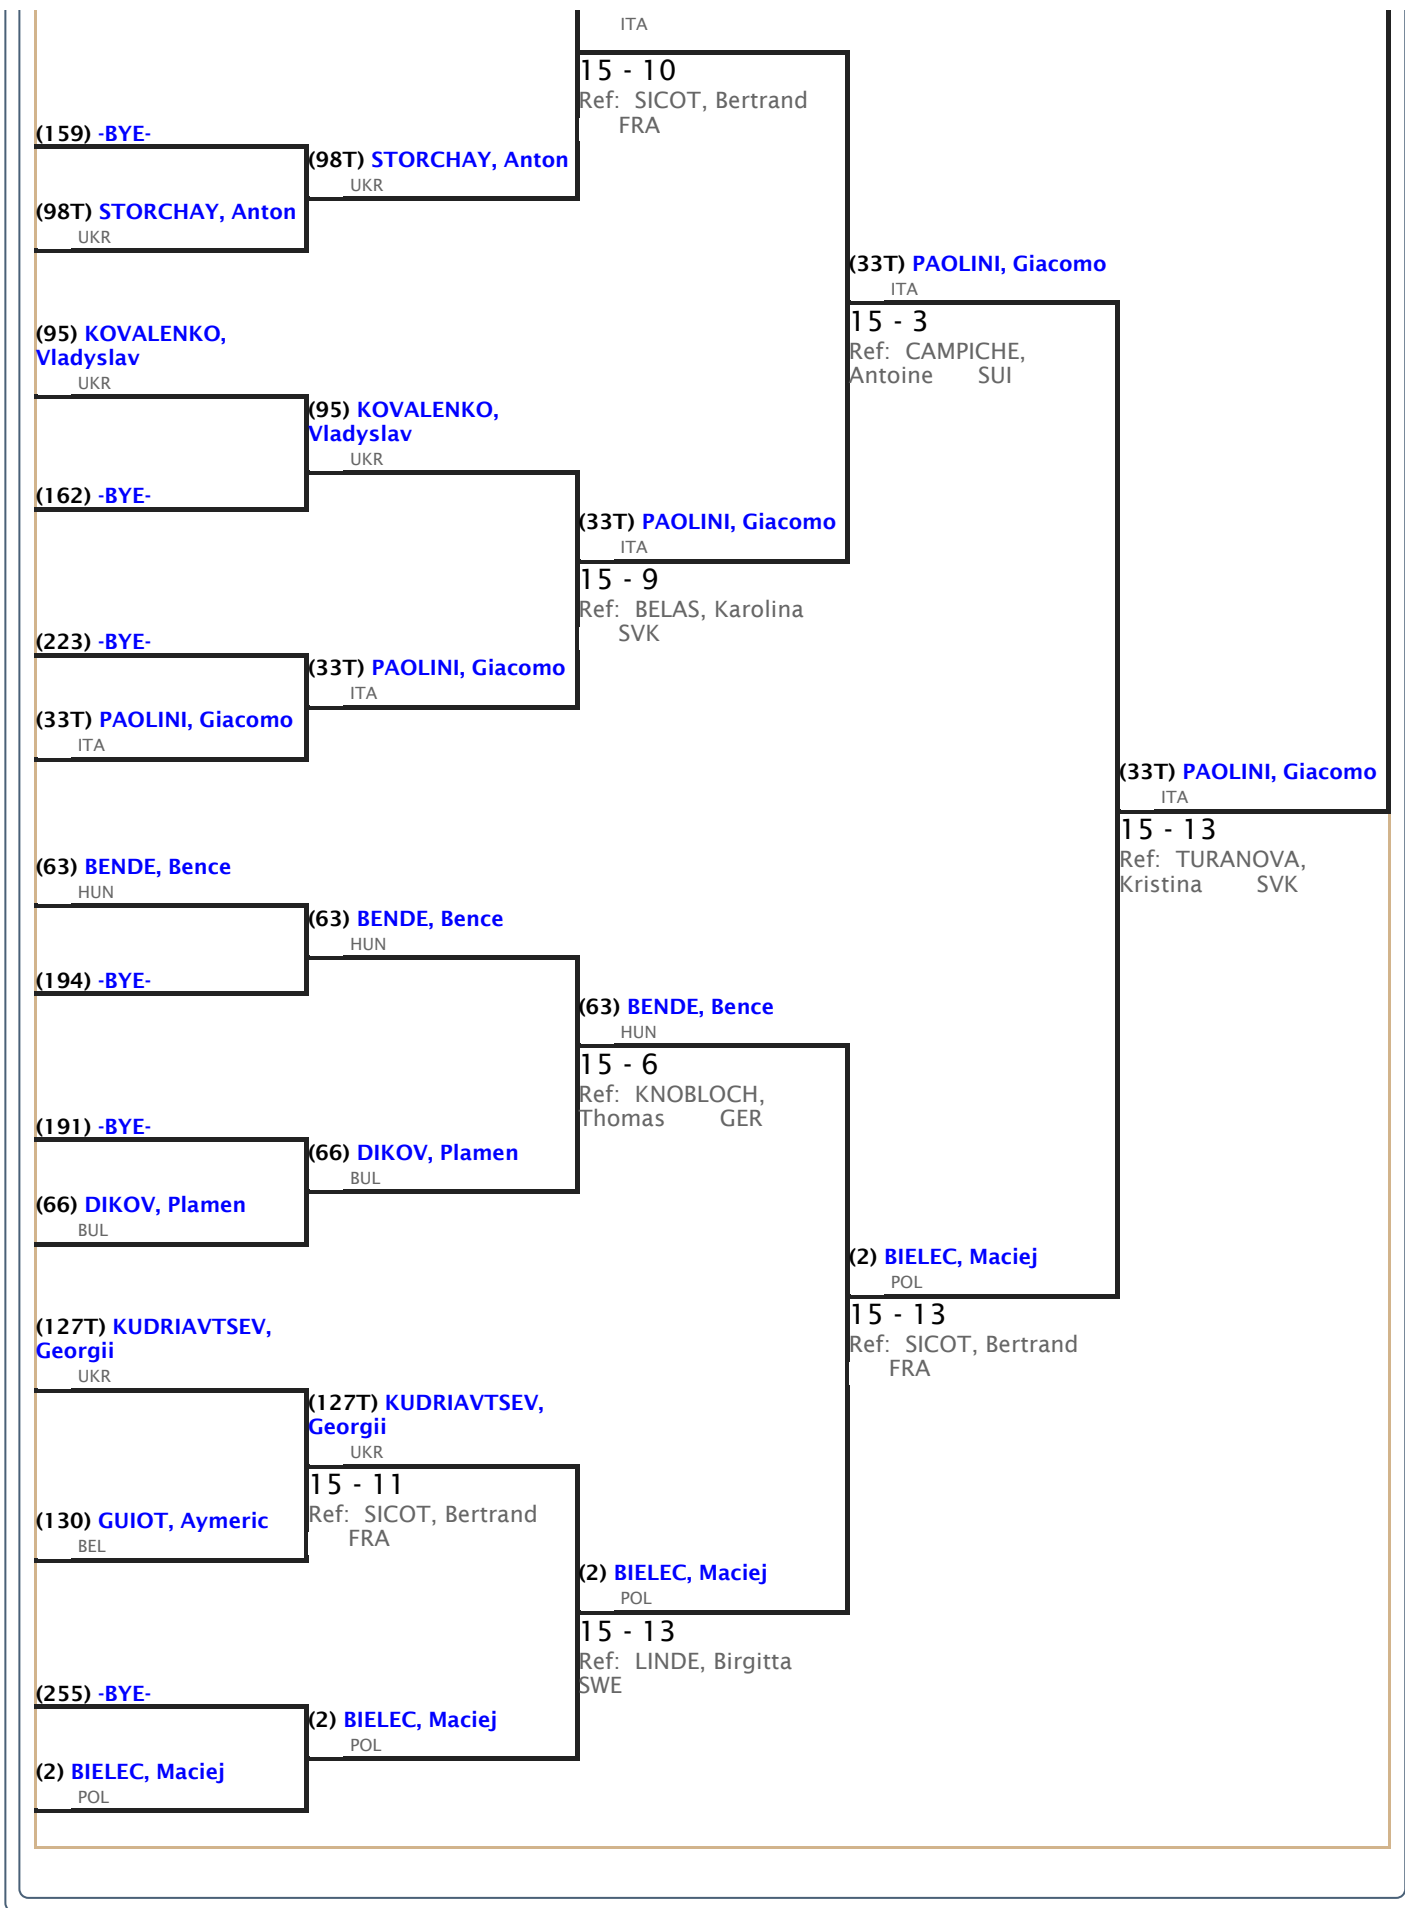 ITA
15 - 10
Ref: SICOT, Bertrand
FRA
(159) -BYE-
(98T) STORCHAY, Anton
UKR
(98T) STORCHAY, Anton
UKR
(33T) PAOLINI, Giacomo
ITA
15 - 3
Ref: CAMPICHE,
Antoine SUI
(95) KOVALENKO,
Vladyslav
UKR
(95) KOVALENKO,
Vladyslav
UKR
(162) -BYE-
(33T) PAOLINI, Giacomo
ITA
15 - 9
Ref: BELAS, Karolina
SVK
(223) -BYE-
(33T) PAOLINI, Giacomo
ITA
(33T) PAOLINI, Giacomo
ITA
(33T) PAOLINI, Giacomo
ITA
15 - 13
Ref: TURANOVA,
Kristina SVK
(63) BENDE, Bence
HUN
(63) BENDE, Bence
HUN
(194) -BYE-
(63) BENDE, Bence
HUN
15 - 6
Ref: KNOBLOCH,
Thomas GER
(191) -BYE-
(66) DIKOV, Plamen
BUL
(66) DIKOV, Plamen
BUL
(2) BIELEC, Maciej
POL
15 - 13
Ref: SICOT, Bertrand
FRA
(127T) KUDRIAVTSEV,
Georgii
UKR
(127T) KUDRIAVTSEV,
Georgii
UKR
15 - 11
Ref: SICOT, Bertrand
FRA
(130) GUIOT, Aymeric
BEL
(2) BIELEC, Maciej
POL
15 - 13
Ref: LINDE, Birgitta
SWE
(255) -BYE-
(2) BIELEC, Maciej
POL
(2) BIELEC, Maciej
POL